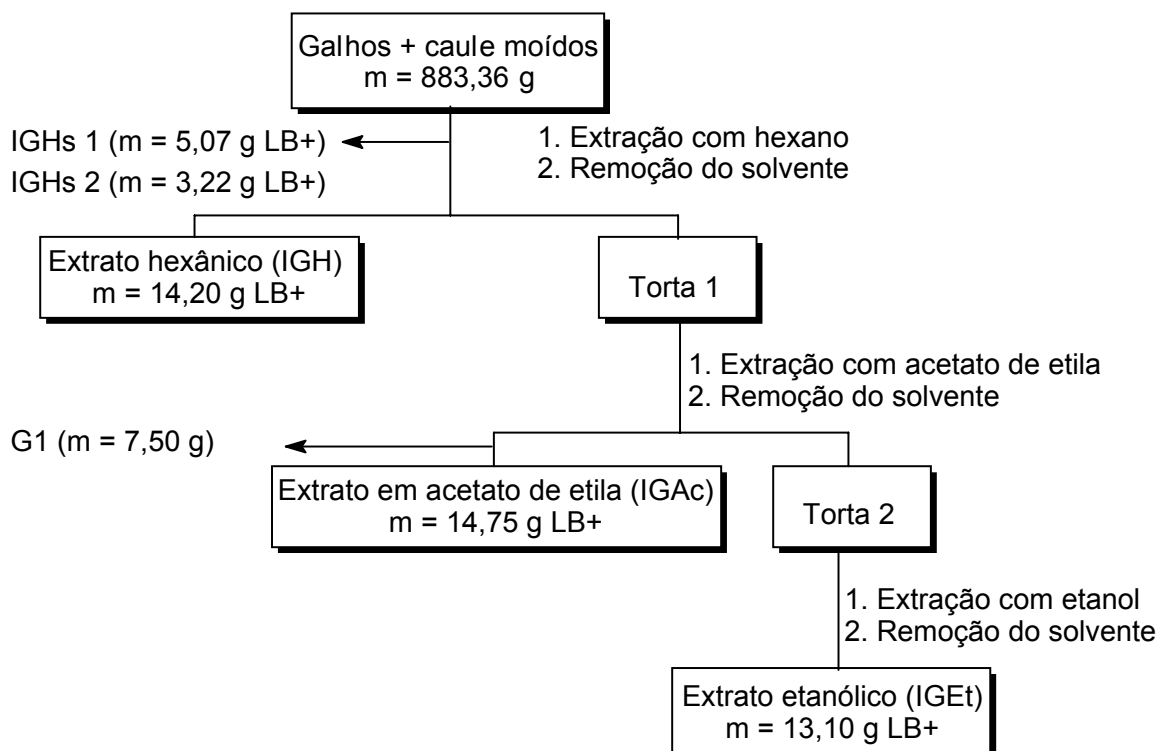 Galhos + caule moídos
m = 883,36 g
IGHs 1 (m = 5,07 g LB+)
IGHs 2 (m = 3,22 g LB+)
1. Extração com hexano
2. Remoção do solvente
Extrato hexânico (IGH)
m = 14,20 g LB+
Torta 1
1. Extração com acetato de etila
2. Remoção do solvente
G1 (m = 7,50 g)
Extrato em acetato de etila (IGAc)
m = 14,75 g LB+
Torta 2
1. Extração com etanol
2. Remoção do solvente
Extrato etanólico (IGEt)
m = 13,10 g LB+